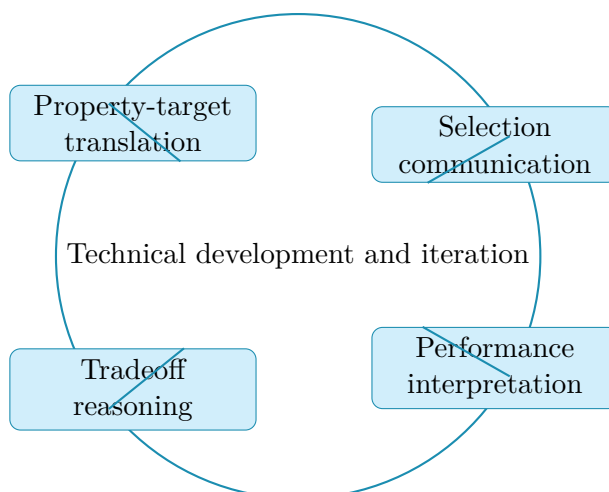 Property-target
translation
Selection
communication
Technical development and iteration
Tradeoff
reasoning
Performance
interpretation